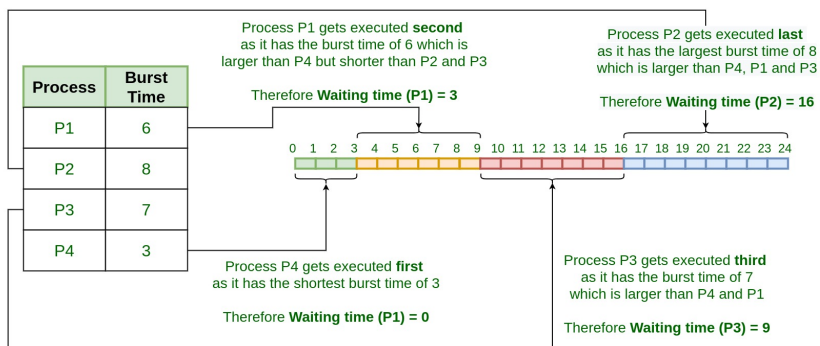 Process P1 gets executed second
as it has the burst time of 6 which is
larger than P4 but shorter than P2 and P3
Therefore Waiting time (P1) = 3
Process P2 gets executed last
as it has the largest burst time of 8
which is larger than P4, P1 and P3
Therefore Waiting time (P2) = 16
Process Burst Time
P1 6
P2 8
P3 7
P4 3
0 1 2 3 4 5 6 7 8 9 10 11 12 13 14 15 16 17 18 19 20 21 22 23 24
Process P4 gets executed first
as it has the shortest burst time of 3
Therefore Waiting time (P1) = 0
Process P3 gets executed third
as it has the burst time of 7
which is larger than P4 and P1
Therefore Waiting time (P3) = 9